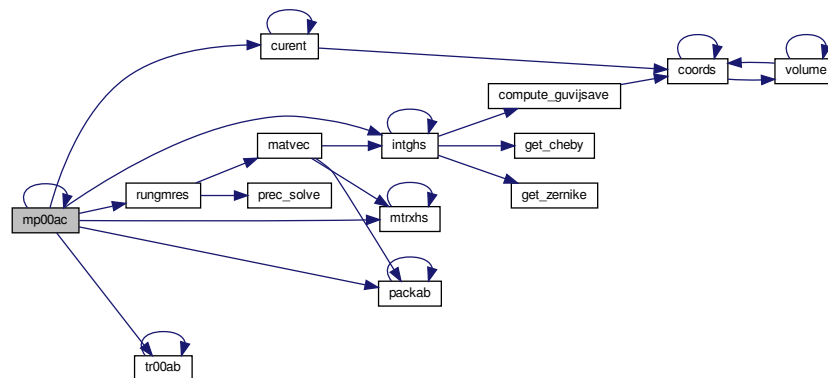 curent
coords
volume
compute_guvijsave
matvec
intghs
get_cheby
rungmres
prec_solve
get_zernike
mp00ac
mtrxhs
packab
tr00ab